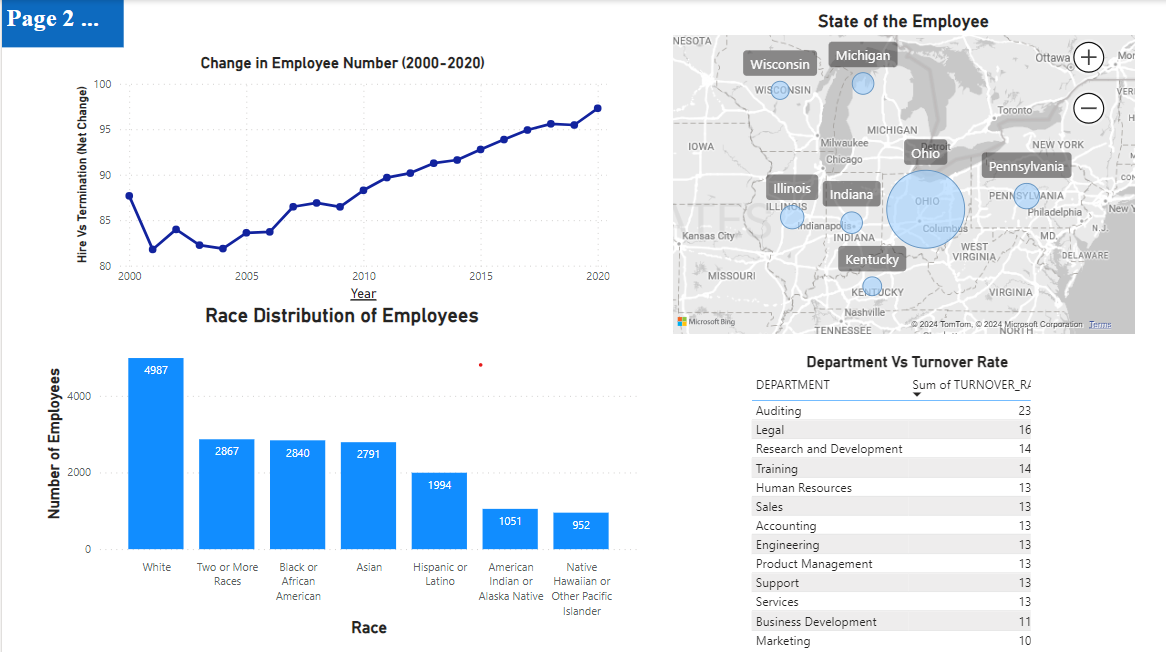 Page 2 ...
Change in Employee Number (2000-2020)
Hire Vs Termination (Net Change)
100
95
90
85
80
2000
2005
2010
2015
2020
Year
Race Distribution of Employees
Number of Employees
4000
2000
0
4987
2867
2840
2791
1994
1051
952
White
Two or More
Races
Black or
African
American
Asian
Hispanic or
Latino
American
Indian or
Alaska Native
Native
Hawaiian or
Other Pacific
Islander
Race
State of the Employee
NESOTA
Wisconsin
Michigan
Ottawa
Mor
WISCONSIN
VER
Toronto
H
MICHIGAN
IOWA
Milwaukee
Detroit
NEW YORK
M
Chicago
Ohio
Pennsylvania
CON
Illinois
Indiana
OHIO
PENNSYLVANIA
ILLINOIS
Philadelphia
New Y
TES
Indianapolis
Columbus
Kansas City
INDIANA
MD.
N.J.
WEST
VIRGINIA
DELAWARE
Kentucky
MISSOURI
KENTUCKY
VIRGINIA
Nashville
Microsoft Bing
© 2024 TomTom, © 2024 Microsoft Corporation Terms
TENNESSEE
NORTH
Department Vs Turnover Rate
DEPARTMENT Sum of TURNOVER_RA
Auditing 23
Legal 16
Research and Development 14
Training 14
Human Resources 13
Sales 13
Accounting 13
Engineering 13
Product Management 13
Support 13
Services 13
Business Development 11
Marketing 10